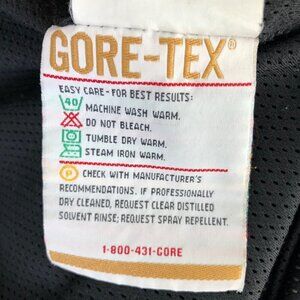 GORE-TEX®
EASY CARE-FOR BEST RESULTS:
40 MACHINE WASH WARM.
DO NOT BLEACH.
TUMBLE DRY WARM.
STEAM IRON WARM.
P CHECK WITH MANUFACTURER'S
RECOMMENDATIONS. IF PROFESSIONALLY
DRY CLEANED, REQUEST CLEAR DISTILLED
SOLVENT RINSE; REQUEST SPRAY REPELLENT.
1-800-431-GORE